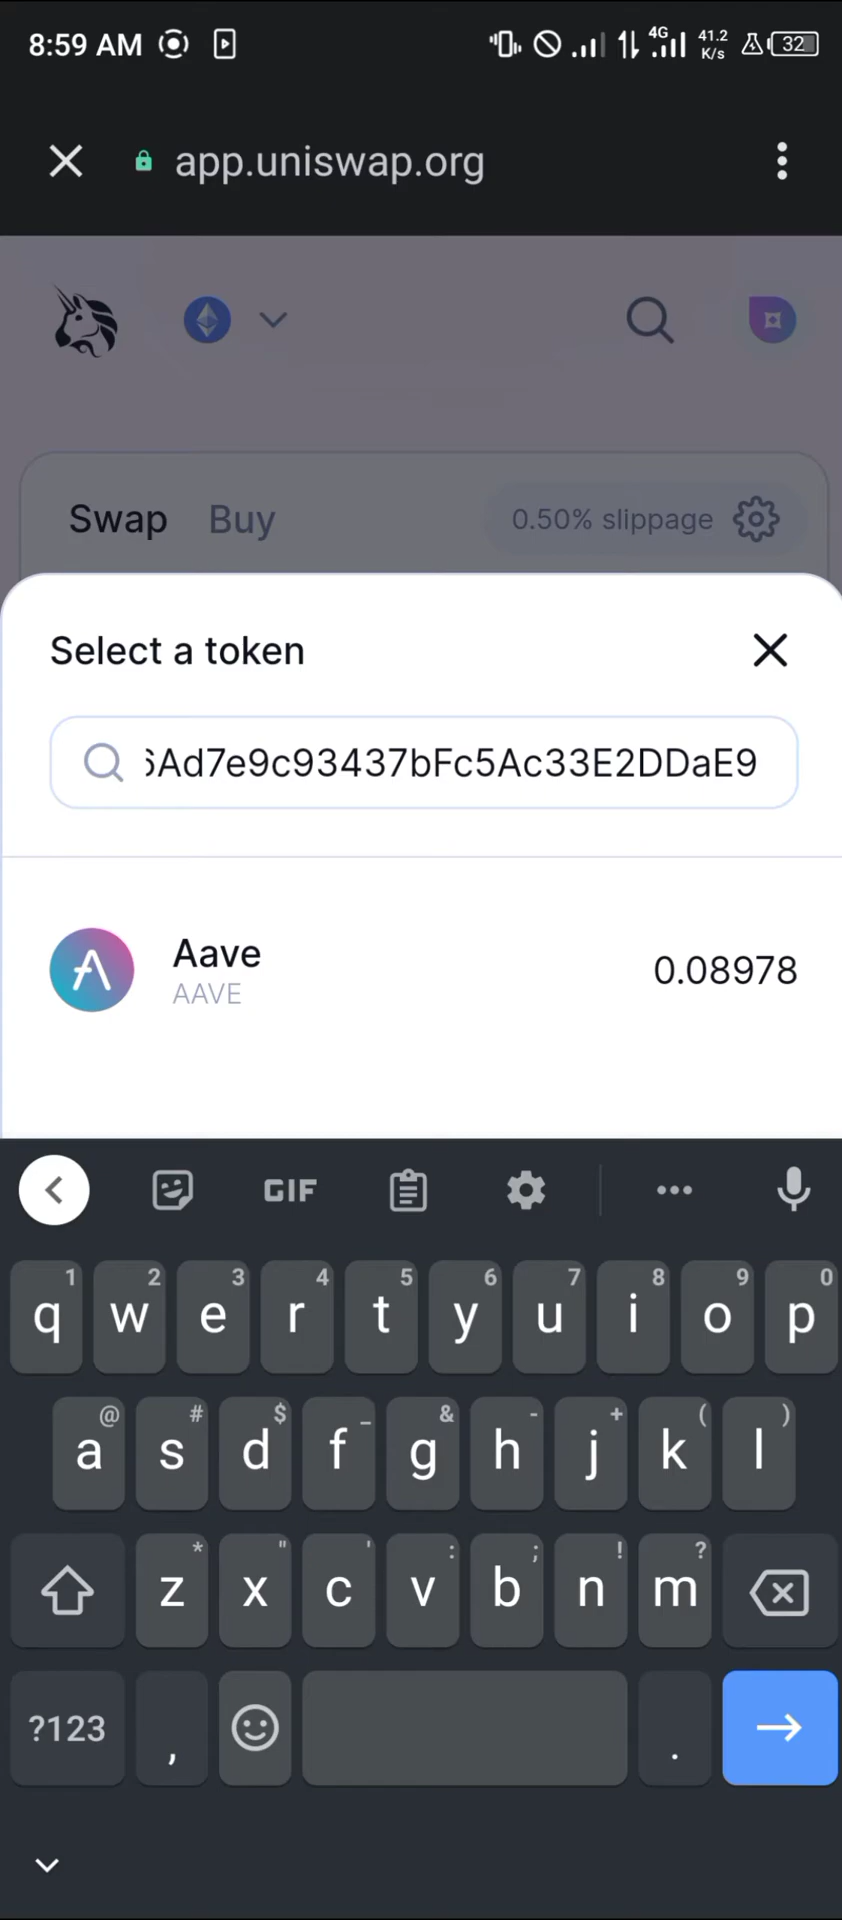 8:59 AM
4G
41.2
K/s
32
app.uniswap.org
Swap
Buy
0.50% slippage
Select a token
6Ad7e9c93437bFc5Ac33E2DDaE9
Aave
AAVE
0.08978
GIF
1 2 3 4 5 6 7 8 9 0
q w e r t y u i o p
@ # $ _ & - + ( )
a s d f g h j k l
* " ' : ; ! ?
z x c v b n m
?123 , .